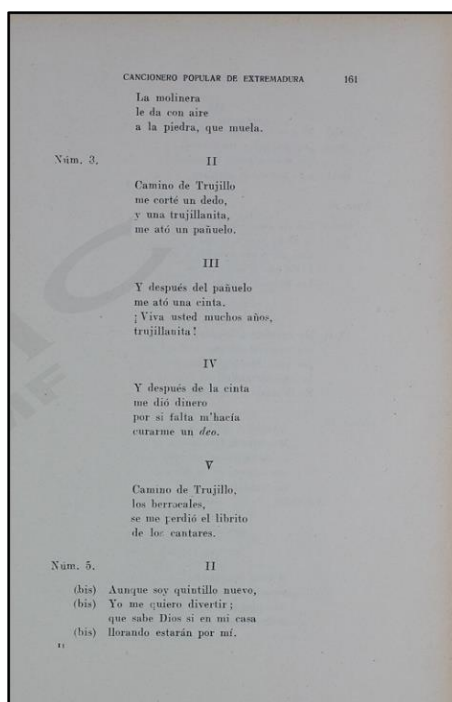 CANCIONERO POPULAR DE EXTREMADURA 161
La molinera
le da con aire
a la piedra, que muela.
Núm. 3. II
Camino de Trujillo
me corté un dedo,
y una trujillanita,
me ató un pañuelo.
III
Y después del pañuelo
me ató una cinta.
¡Viva usted muchos años,
trujillanita!
IV
Y después de la cinta
me dió dinero
por si falta m'hacía
curarme un deo.
V
Camino de Trujillo,
los berrocales,
se me perdió el librito
de los cantares.
Núm. 5. II
(bis) Aunque soy quintillo nuevo,
(bis) Yo me quiero divertir;
que sabe Dios si en mi casa
(bis) llorando estarán por mí.
11